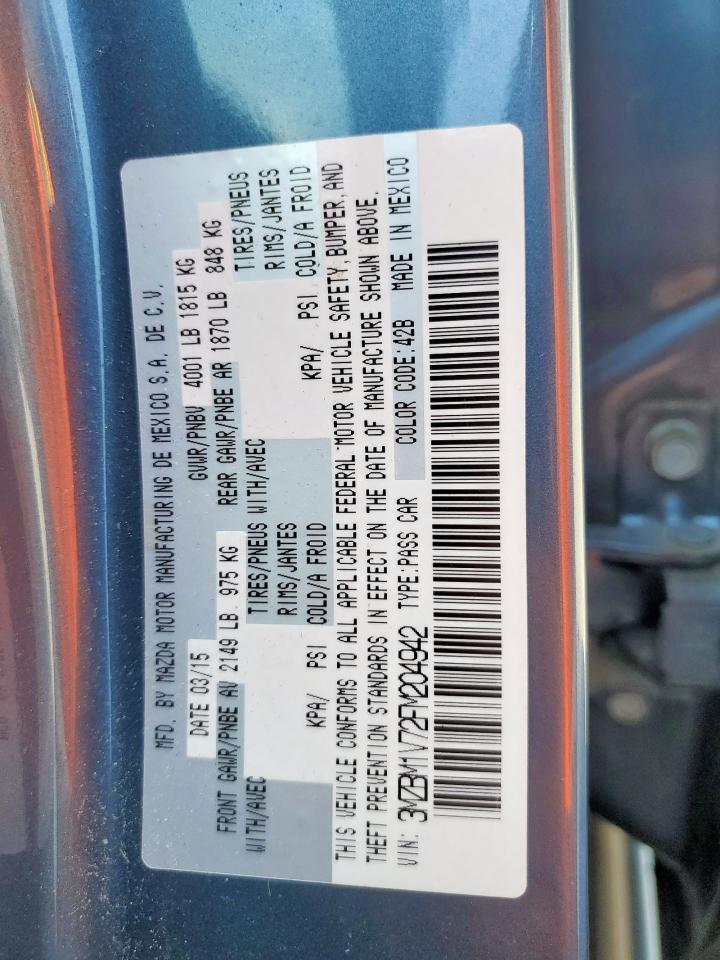 MFD. BY MAZDA MOTOR MANUFACTURING DE MEXICO S.A. DE C.V.
DATE 03/15 GVWR/PNBV 4001 LB 1815 KG
FRONT GAWR/PNBE AV 2149 LB 975 KG REAR GAWR/PNBE AR 1870 LB 848 KG
WITH/AVEC TIRES/PNEUS WITH/AVEC TIRES/PNEUS
RIMS/JANTES RIMS/JANTES
KPA/ PSI COLD/A FROID KPA/ PSI COLD/A FROID
THIS VEHICLE CONFORMS TO ALL APPLICABLE FEDERAL MOTOR VEHICLE SAFETY, BUMPER, AND
THEFT PREVENTION STANDARDS IN EFFECT ON THE DATE OF MANUFACTURE SHOWN ABOVE.
VIN: 3MZBM1V72FM204942 TYPE: PASS CAR COLOR CODE: 42B MADE IN MEXICO